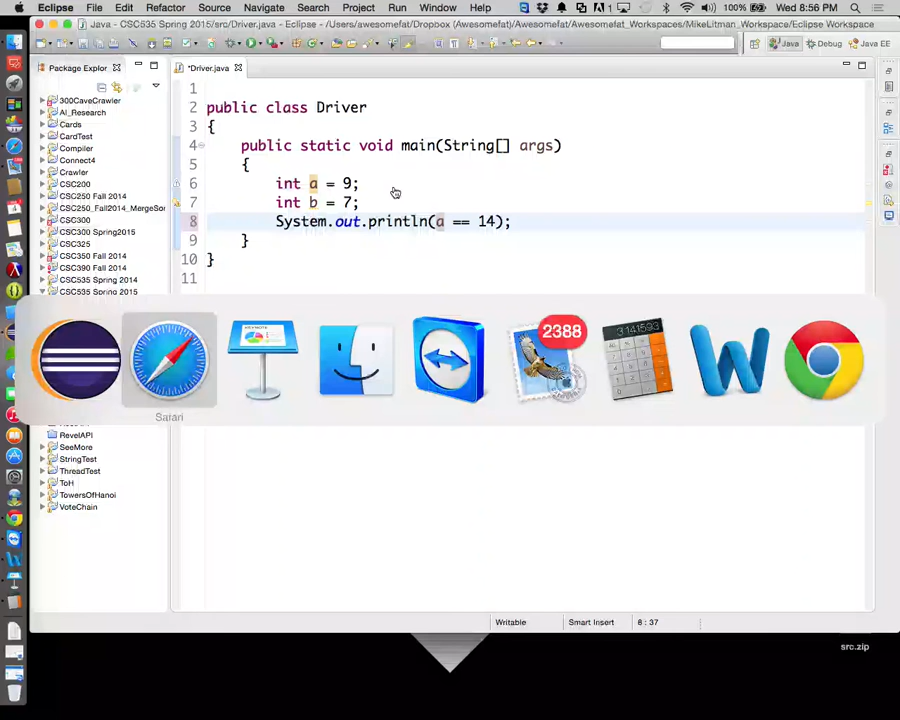 Eclipse File Edit Refactor Source Navigate Search Project Run Window Help 100% Wed 8:56 PM
Java - CSC535 Spring 2015/src/Driver.java - Eclipse - /Users/awesomefat/Dropbox (Awesomefat)/Awesomefat_Workspaces/MikeLitman_Workspace/Eclipse Workspace
Java Debug Java EE
Package Explor *Driver.java
300CaveCrawler
AI_Research
Cards
CardTest
Compiler
Connect4
Crawler
CSC200
CSC250 Fall 2014
CSC250_Fall2014_MergeSor
CSC300
CSC300 Spring2015
CSC325
CSC350 Fall 2014
CSC390 Fall 2014
CSC535 Spring 2014
CSC535 Spring 2015
1
2 public class Driver
3 {
4 public static void main(String[] args)
5 {
6 int a = 9;
7 int b = 7;
8 System.out.println(a == 14);
9 }
10 }
11
2388
3.141593
W
Safari
RevelAPI
SeeMore
StringTest
ThreadTest
ToH
TowersOfHanoi
VoteChain
Writable Smart Insert 8 : 37
src.zip